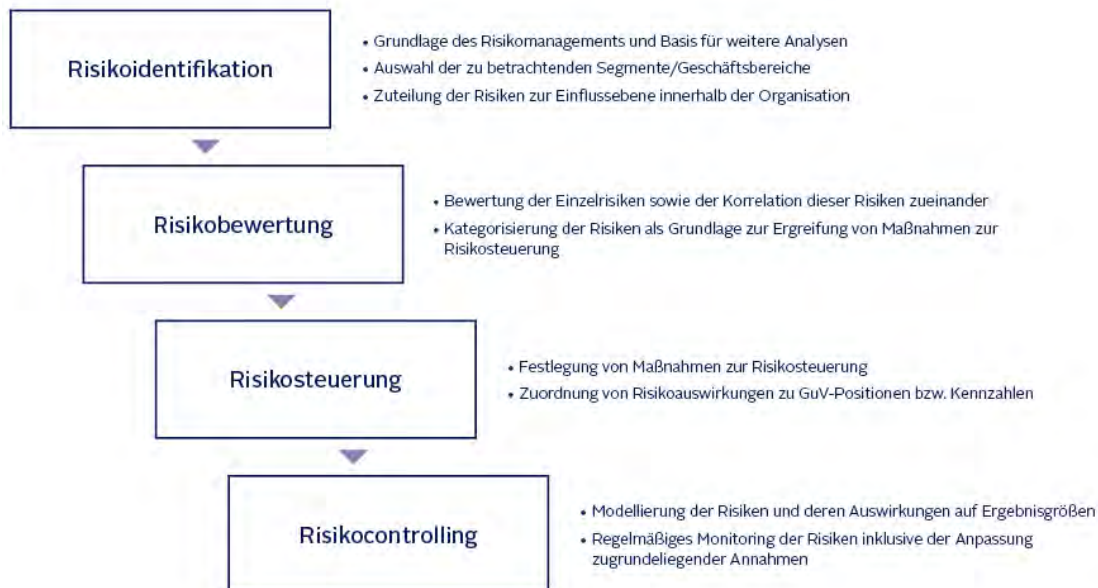 Risikoidentifikation
• Grundlage des Risikomanagements und Basis für weitere Analysen
• Auswahl der zu betrachtenden Segmente/Geschäftsbereiche
• Zuteilung der Risiken zur Einflussebene innerhalb der Organisation
Risikobewertung
• Bewertung der Einzelrisiken sowie der Korrelation dieser Risiken zueinander
• Kategorisierung der Risiken als Grundlage zur Ergreifung von Maßnahmen zur
Risikosteuerung
Risikosteuerung
• Festlegung von Maßnahmen zur Risikosteuerung
• Zuordnung von Risikoauswirkungen zu GuV-Positionen bzw. Kennzahlen
Risikocontrolling
• Modellierung der Risiken und deren Auswirkungen auf Ergebnisgrößen
• Regelmäßiges Monitoring der Risiken inklusive der Anpassung
zugrundeliegender Annahmen